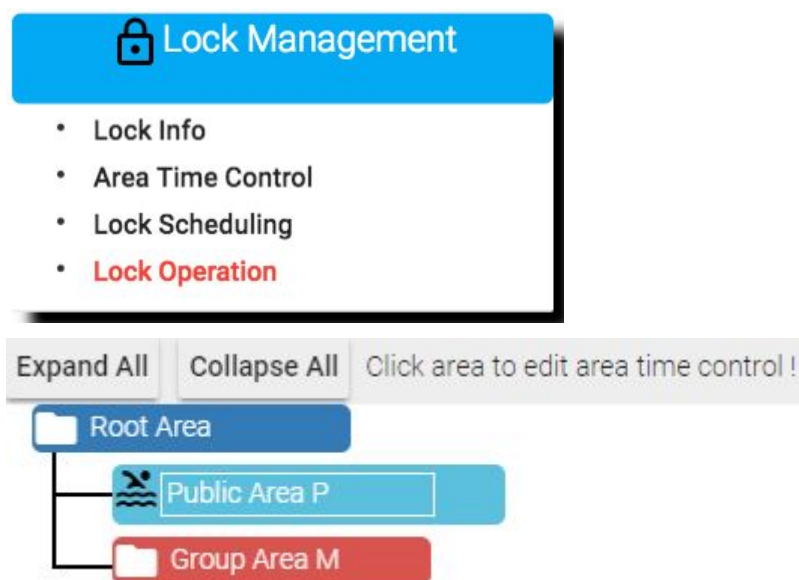 Lock Management
Lock Info
Area Time Control
Lock Scheduling
Lock Operation
Expand All Collapse All Click area to edit area time control !
Root Area
Public Area P
Group Area M